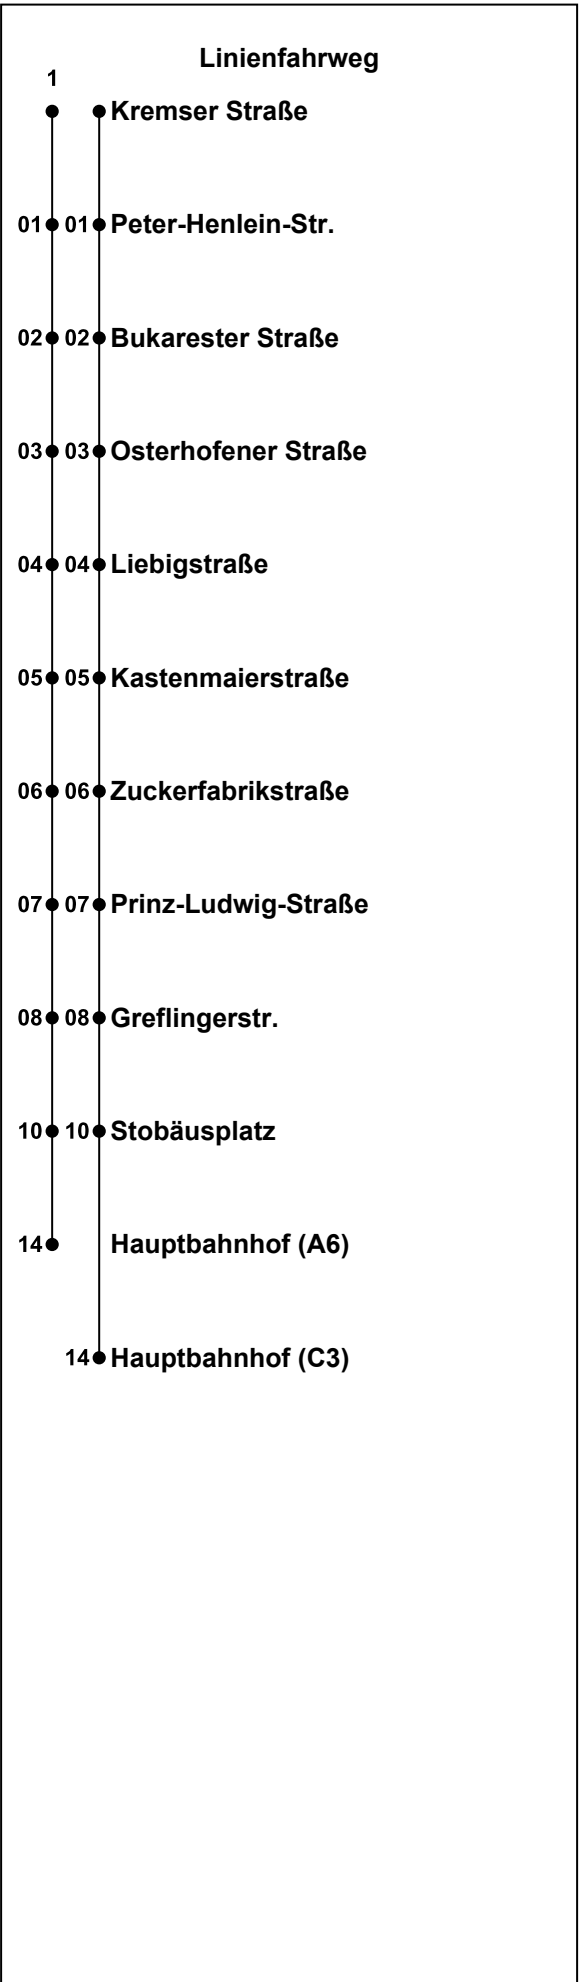 Linienfahrweg
1
Kremser Straße
01 01 Peter-Henlein-Str.
02 02 Bukarester Straße
03 03 Osterhofener Straße
04 04 Liebigstraße
05 05 Kastenmaierstraße
06 06 Zuckerfabrikstraße
07 07 Prinz-Ludwig-Straße
08 08 Greflingerstr.
10 10 Stobäusplatz
14 Hauptbahnhof (A6)
14 Hauptbahnhof (C3)